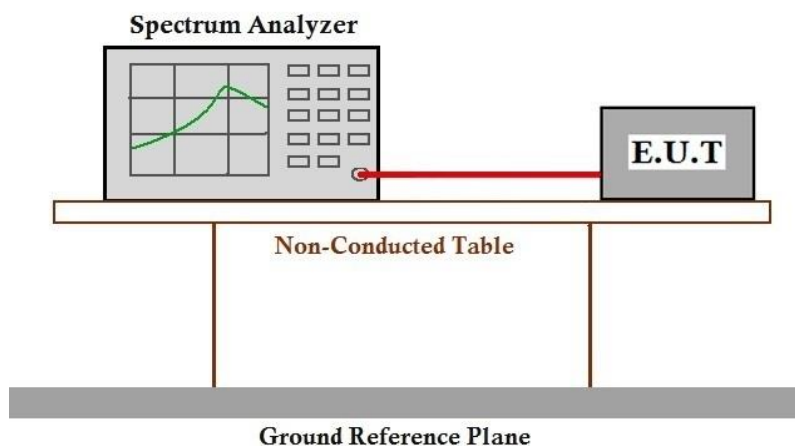 Spectrum Analyzer
E.U.T
Non-Conducted Table
Ground Reference Plane